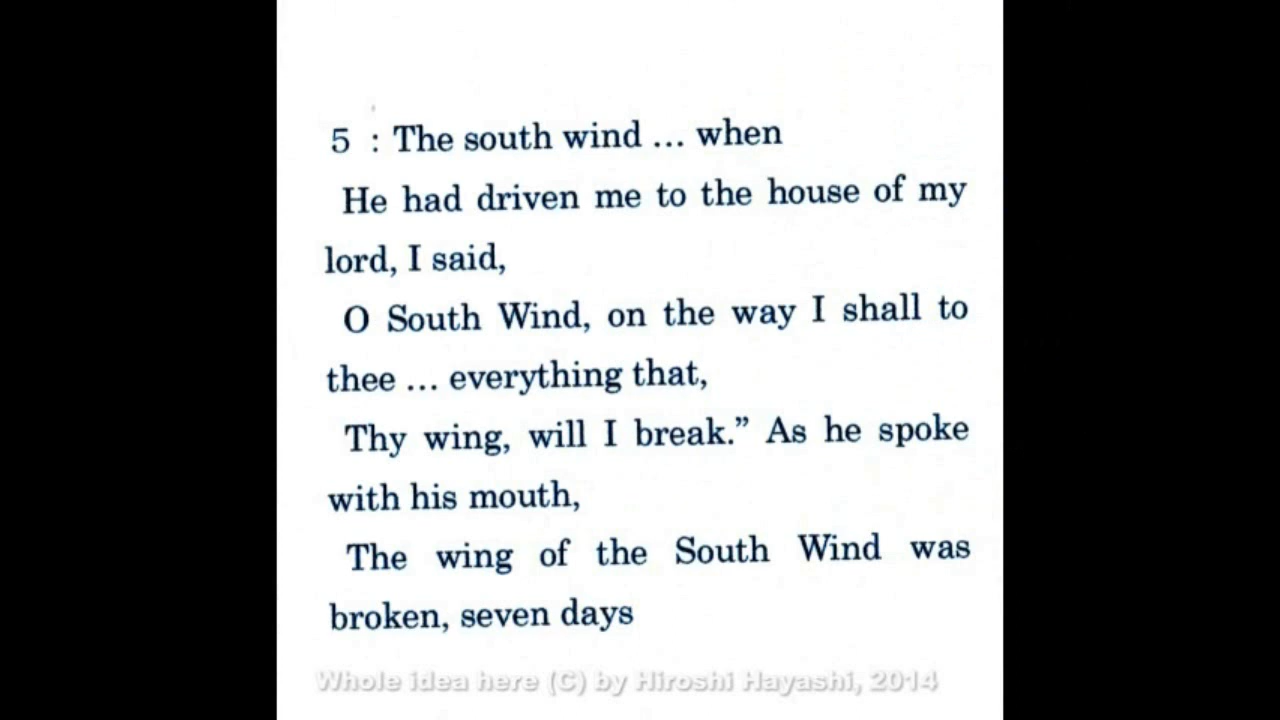 5 : The south wind ... when
He had driven me to the house of my
lord, I said,
O South Wind, on the way I shall to
thee ... everything that,
Thy wing, will I break.” As he spoke
with his mouth,
The wing of the South Wind was
broken, seven days
Whole idea here (C) by Hiroshi Hayashi, 2014